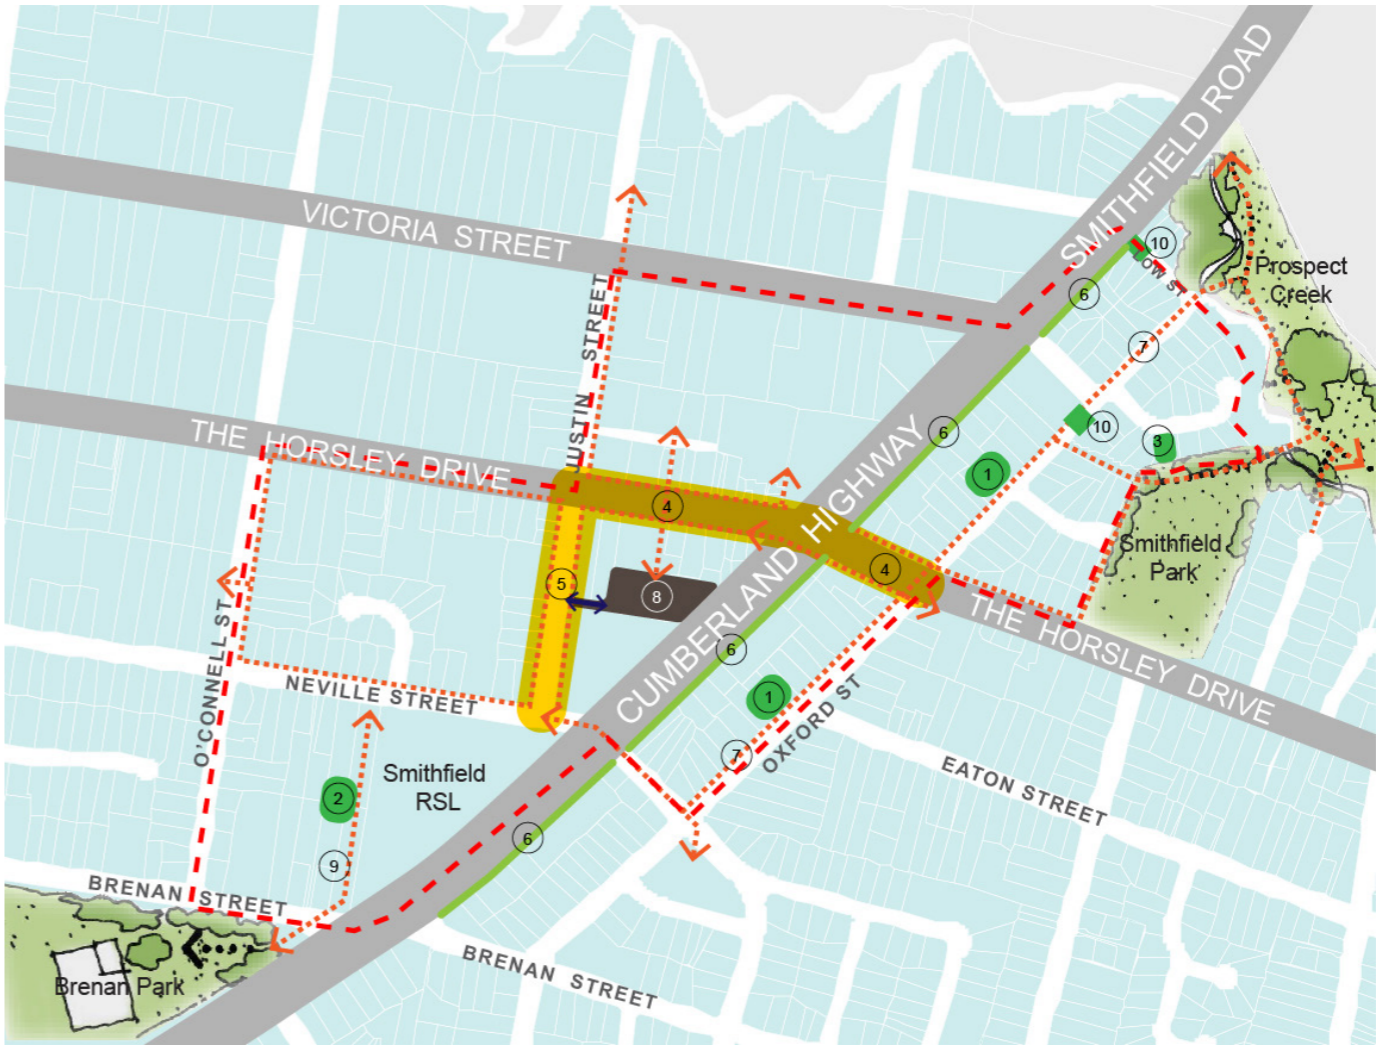 SMITHFIELD ROAD
VICTORIA STREET
10
LOW ST
Prospect
Creek
6
7
JUSTIN STREET
THE HORSLEY DRIVE
CUMBERLAND HIGHWAY
6
10
3
1
4
Smithfield
Park
4
5
8
THE HORSLEY DRIVE
O'CONNELL ST
6
NEVILLE STREET
1
OXFORD ST
7
EATON STREET
Smithfield
RSL
2
6
9
BRENAN STREET
BRENAN STREET
Brenan Park